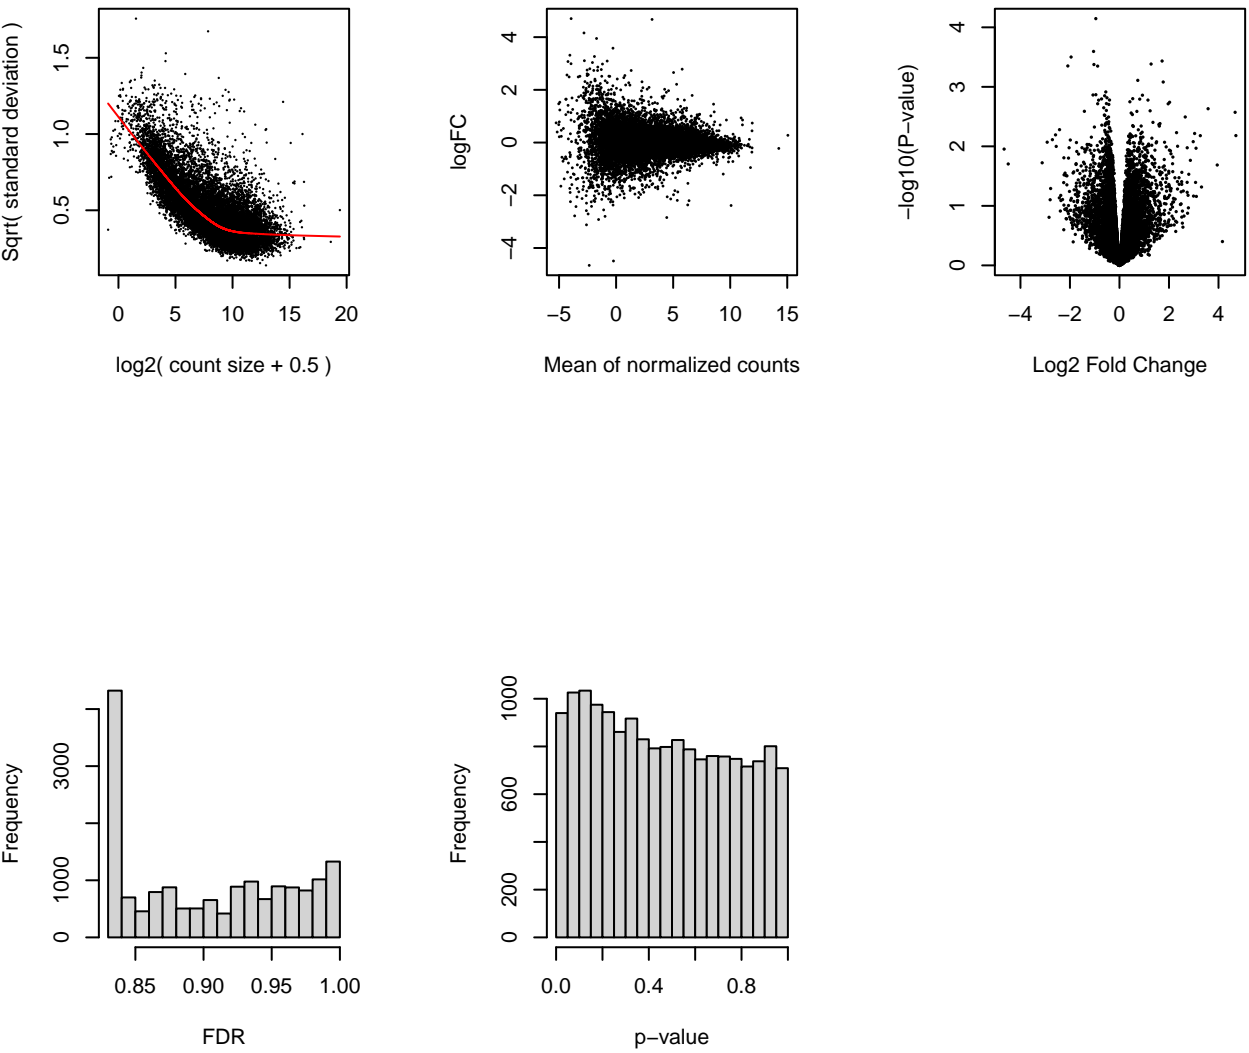 Sqrt( standard deviation )
0.5 1.0 1.5
0 5 10 15 20
log2( count size + 0.5 )
logFC
−4 −2 0 2 4
−5 0 5 10 15
Mean of normalized counts
−log10(P−value)
0 1 2 3 4
−4 −2 0 2 4
Log2 Fold Change
Frequency
0 1000 3000
0.85 0.90 0.95 1.00
FDR
Frequency
0 200 600 1000
0.0 0.4 0.8
p−value